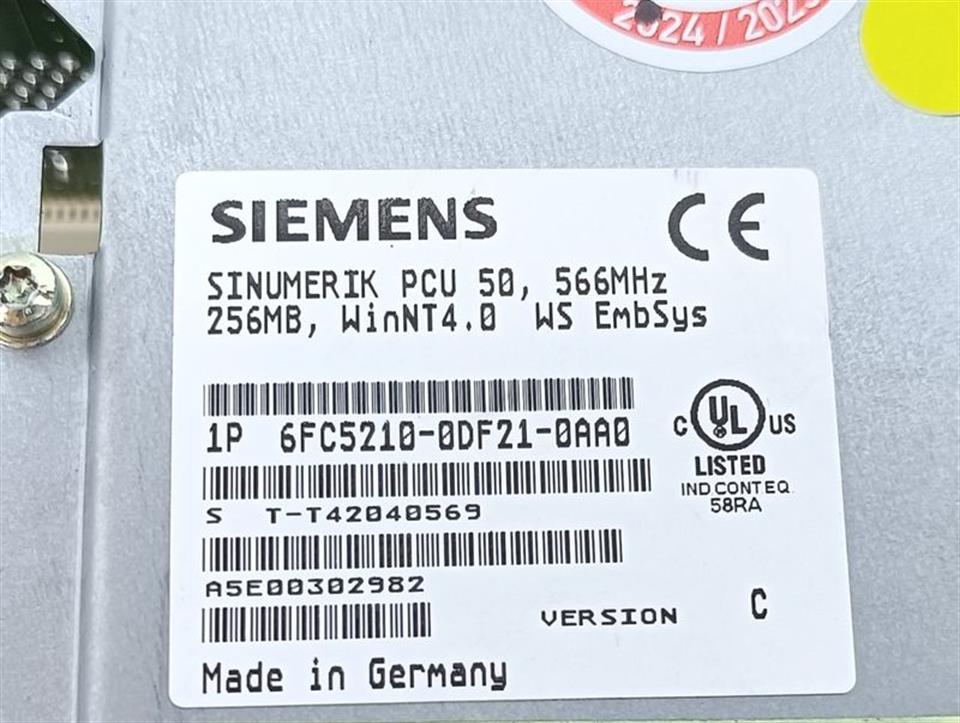 2024/2025
SIEMENS
CE
SINUMERIK PCU 50, 566MHz
256MB, WinNT4.0 WS EmbSys
1P 6FC5210-0DF21-0AA0
C UL US
LISTED
IND.CONT.EQ.
58RA
S T-T42040569
A5E00302982
VERSION C
Made in Germany